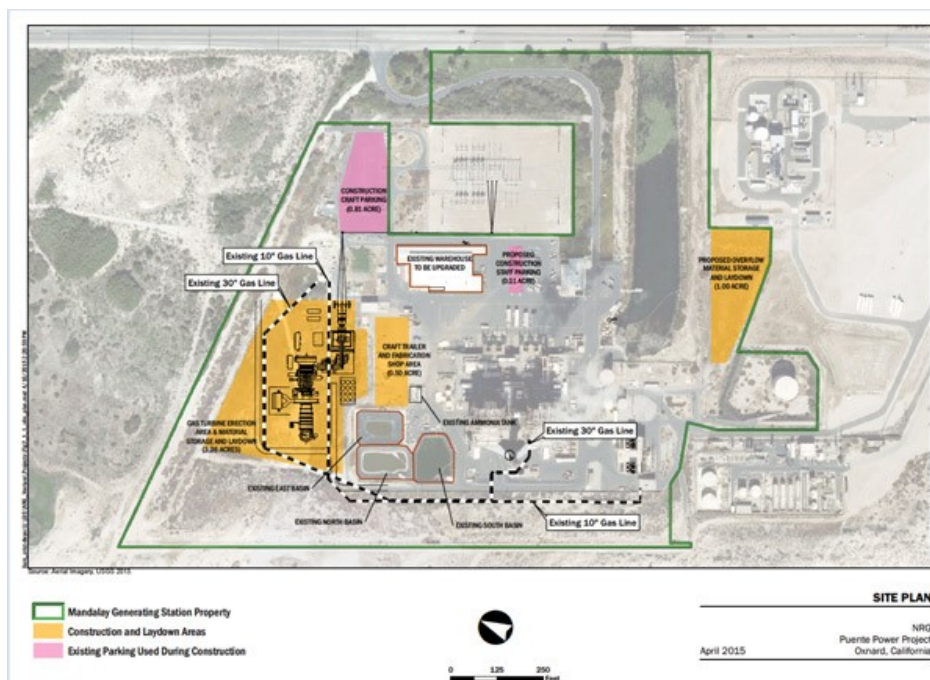 CONSTRUCTION
CRAFT PARKING
(0.81 ACRE)
Existing 10" Gas Line
Existing 30" Gas Line
EXISTING WAREHOUSE
TO BE UPGRADED
PROPOSED
CONSTRUCTION
STAFF PARKING
(0.11 ACRE)
PROPOSED OVERFLOW
MATERIAL STORAGE
AND LAYDOWN
(1.00 ACRE)
CRAFT TRAILER
AND FABRICATION
SHOP AREA
(0.50 ACRE)
GAS TURBINE ERECTION
AREA & MATERIAL
STORAGE AND LAYDOWN
EXISTING AMMONIA TANK
Existing 30" Gas Line
EXISTING EAST BASIN
EXISTING NORTH BASIN
EXISTING SOUTH BASIN
Existing 10" Gas Line
Source: Aerial Imagery, USGS 2013.
Mandalay Generating Station Property
Construction and Laydown Areas
Existing Parking Used During Construction
0 125 250
Feet
SITE PLAN
NRG
Puente Power Project
April 2015 Oxnard, California